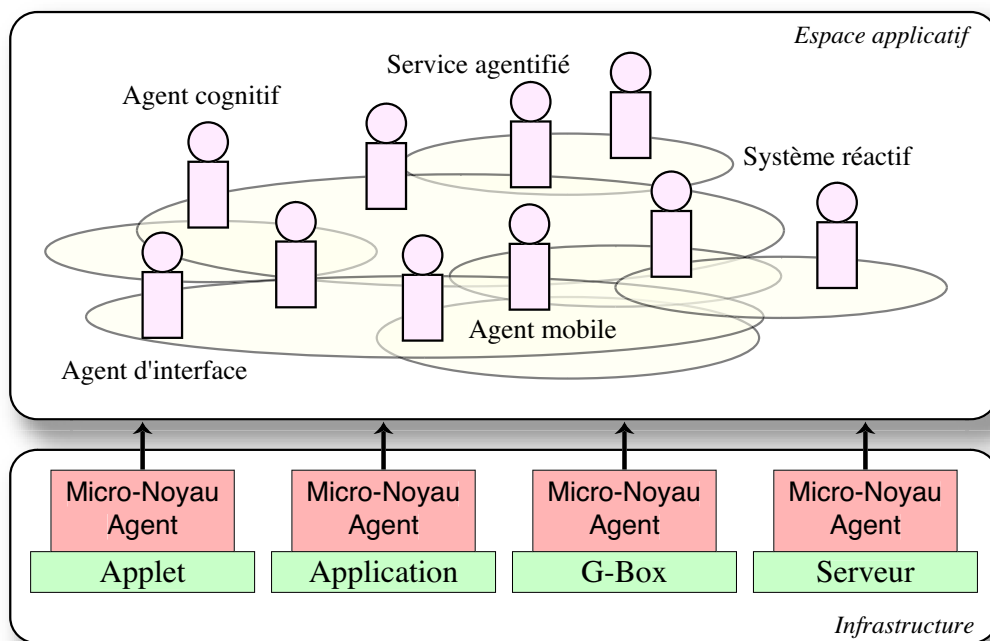 Espace applicatif
Service agentifié
Agent cognitif
Système réactif
Agent mobile
Agent d'interface
Micro-Noyau
Agent
Applet
Micro-Noyau
Agent
Application
Micro-Noyau
Agent
G-Box
Micro-Noyau
Agent
Serveur
Infrastructure